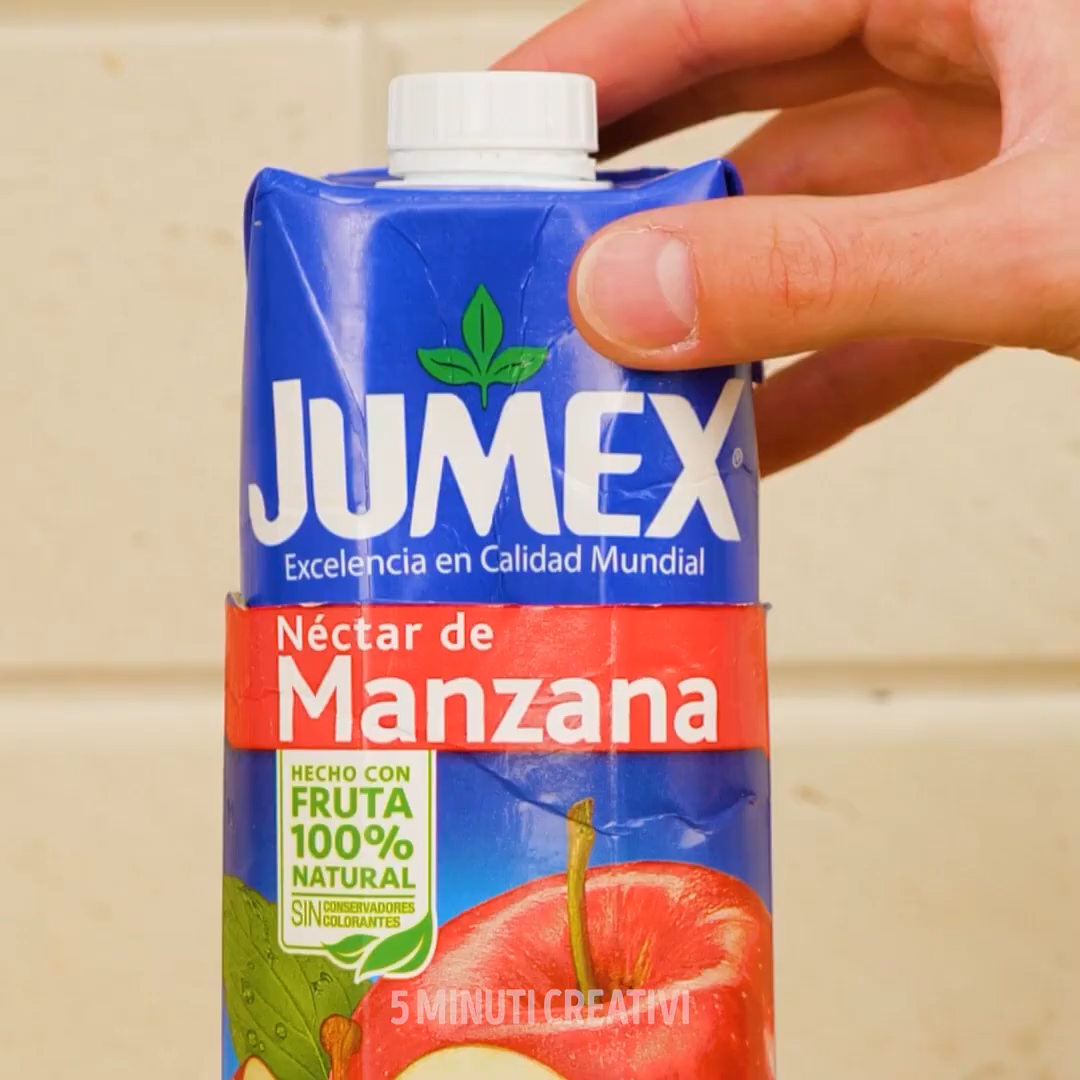 JUMEX®
Excelencia en Calidad Mundial
Néctar de
Manzana
HECHO CON
FRUTA
100%
NATURAL
SIN CONSERVADORES
COLORANTES
5 MINUTI CREATIVI